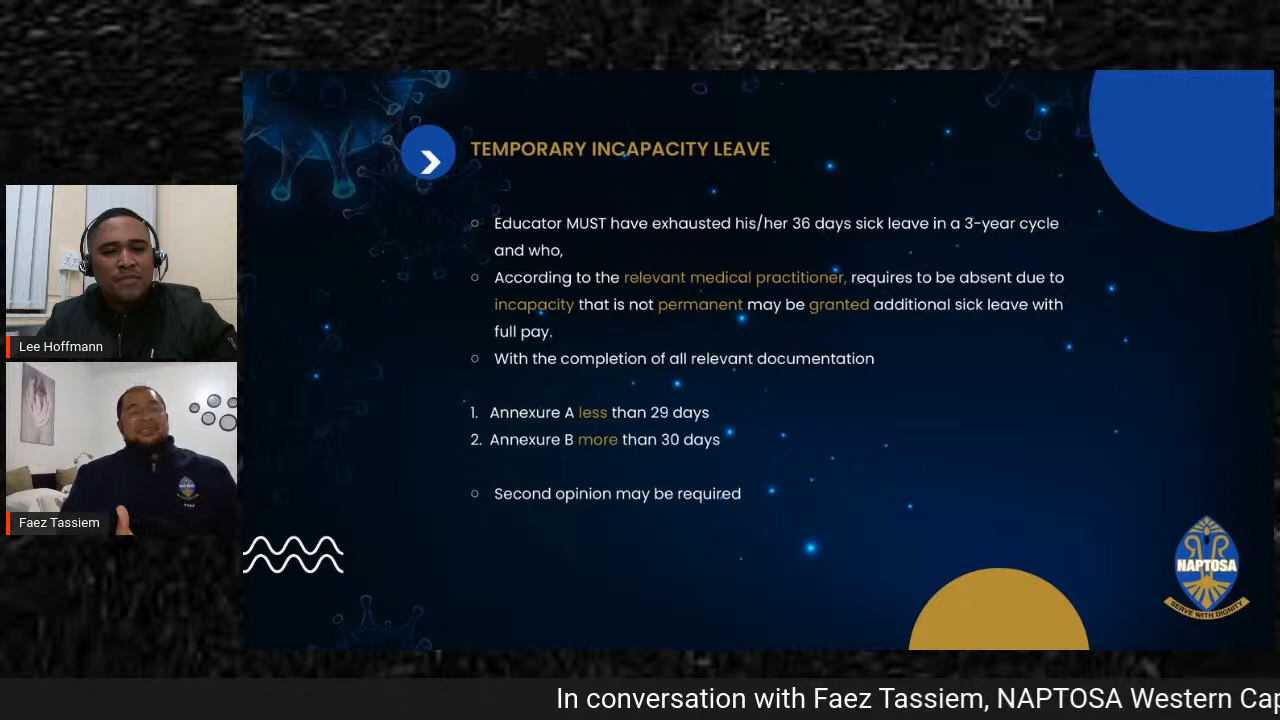 TEMPORARY INCAPACITY LEAVE
○ Educator MUST have exhausted his/her 36 days sick leave in a 3-year cycle
and who,
○ According to the relevant medical practitioner, requires to be absent due to
incapacity that is not permanent may be granted additional sick leave with
full pay.
○ With the completion of all relevant documentation
1. Annexure A less than 29 days
2. Annexure B more than 30 days
○ Second opinion may be required
Lee Hoffmann
Faez Tassiem
NAPTOSA
SERVE WITH DIGNITY
In conversation with Faez Tassiem, NAPTOSA Western Cap